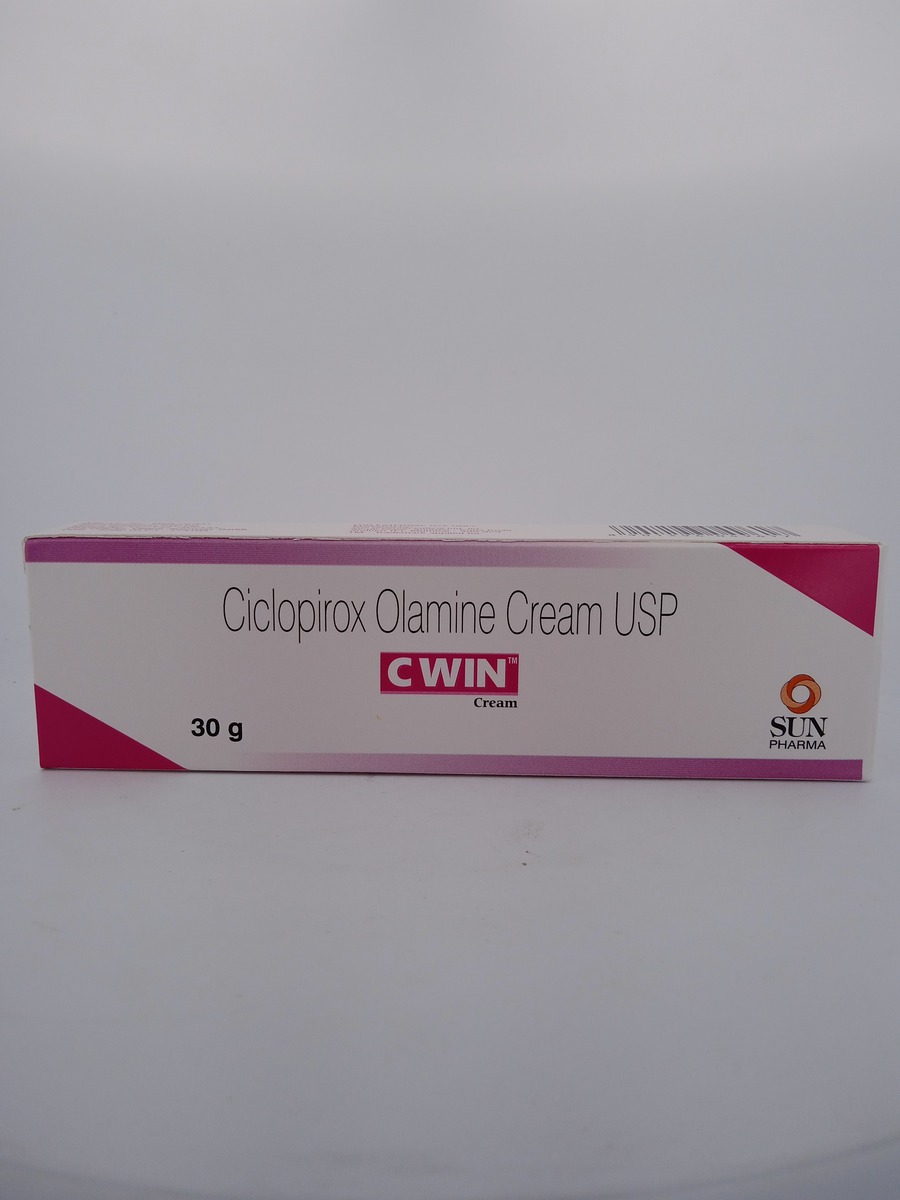 Ciclopirox Olamine Cream USP
C WIN™
Cream
30 g
SUN
PHARMA